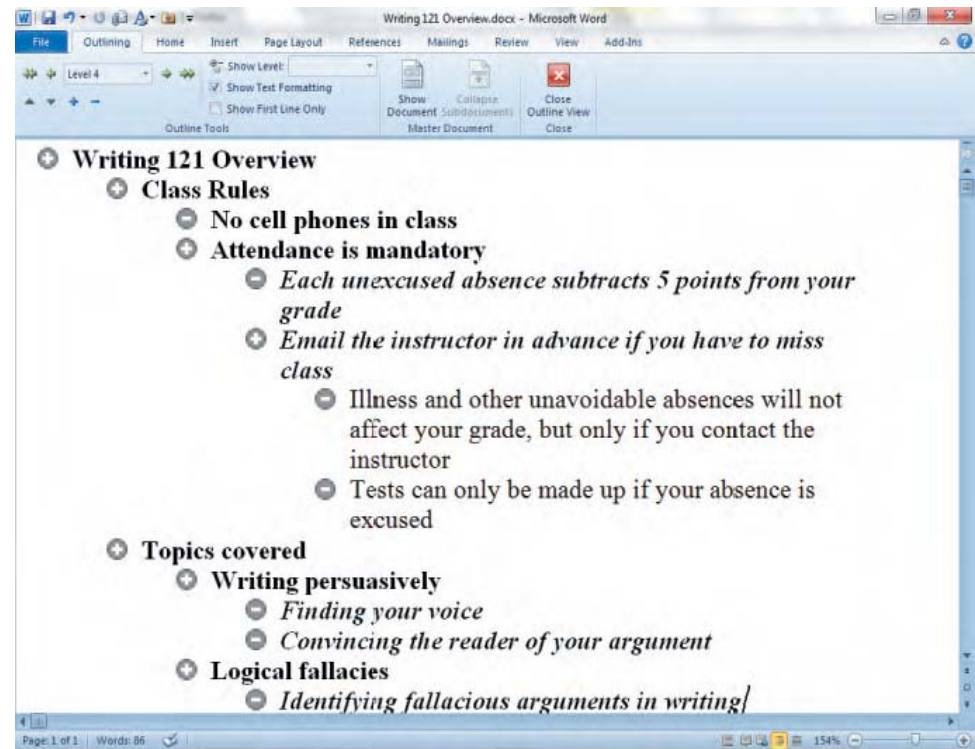 Writing 121 Overview.docx - Microsoft Word
File Outlining Home Insert Page Layout References Mailings Review View Add-Ins
Level 4
Show Level:
Show Text Formatting
Show First Line Only
Outline Tools
Show Document
Collapse Subdocuments
Master Document
Close Outline View
Close
Writing 121 Overview
Class Rules
No cell phones in class
Attendance is mandatory
Each unexcused absence subtracts 5 points from your
grade
Email the instructor in advance if you have to miss
class
Illness and other unavoidable absences will not
affect your grade, but only if you contact the
instructor
Tests can only be made up if your absence is
excused
Topics covered
Writing persuasively
Finding your voice
Convincing the reader of your argument
Logical fallacies
Identifying fallacious arguments in writing
Page: 1 of 1 Words: 86 154%